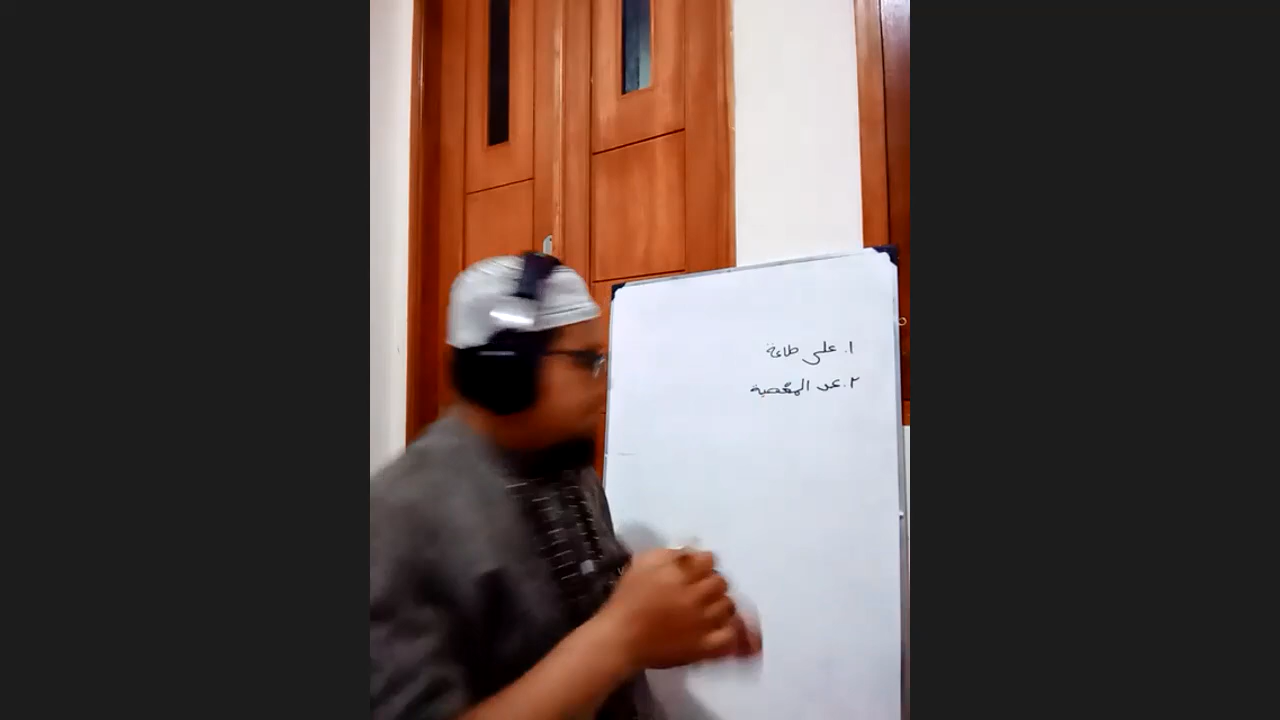 ١. على طاعة
٢. عن المعصية